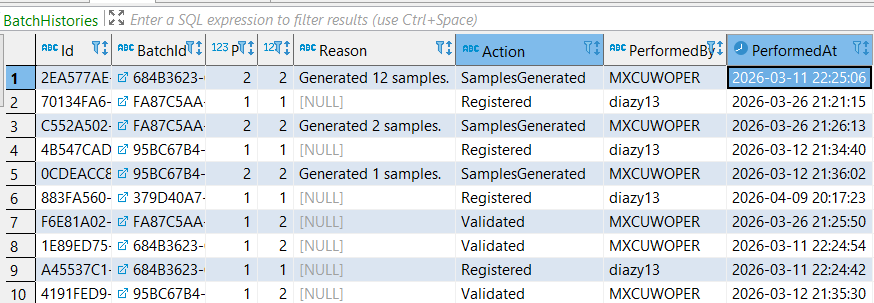 BatchHistories Enter a SQL expression to filter results (use Ctrl+Space)
ABC Id ABC BatchId 123 P 12 ABC Reason ABC Action ABC PerformedBy PerformedAt
1 2EA577AE- 684B3623- 2 2 Generated 12 samples. SamplesGenerated MXCUWOPER 2026-03-11 22:25:06
2 70134FA6- FA87C5AA- 1 1 [NULL] Registered diazy13 2026-03-26 21:21:15
3 C552A502- FA87C5AA- 2 2 Generated 2 samples. SamplesGenerated MXCUWOPER 2026-03-26 21:26:13
4 4B547CAD 95BC67B4- 1 1 [NULL] Registered diazy13 2026-03-12 21:34:40
5 0CDEACC8 95BC67B4- 2 2 Generated 1 samples. SamplesGenerated MXCUWOPER 2026-03-12 21:36:02
6 883FA560- 379D40A7- 1 1 [NULL] Registered diazy13 2026-04-09 20:17:23
7 F6E81A02- FA87C5AA- 1 2 [NULL] Validated MXCUWOPER 2026-03-26 21:25:50
8 1E89ED75- 684B3623- 1 2 [NULL] Validated MXCUWOPER 2026-03-11 22:24:54
9 A45537C1- 684B3623- 1 1 [NULL] Registered diazy13 2026-03-11 22:24:42
10 4191FED9- 95BC67B4- 1 2 [NULL] Validated MXCUWOPER 2026-03-12 21:35:30